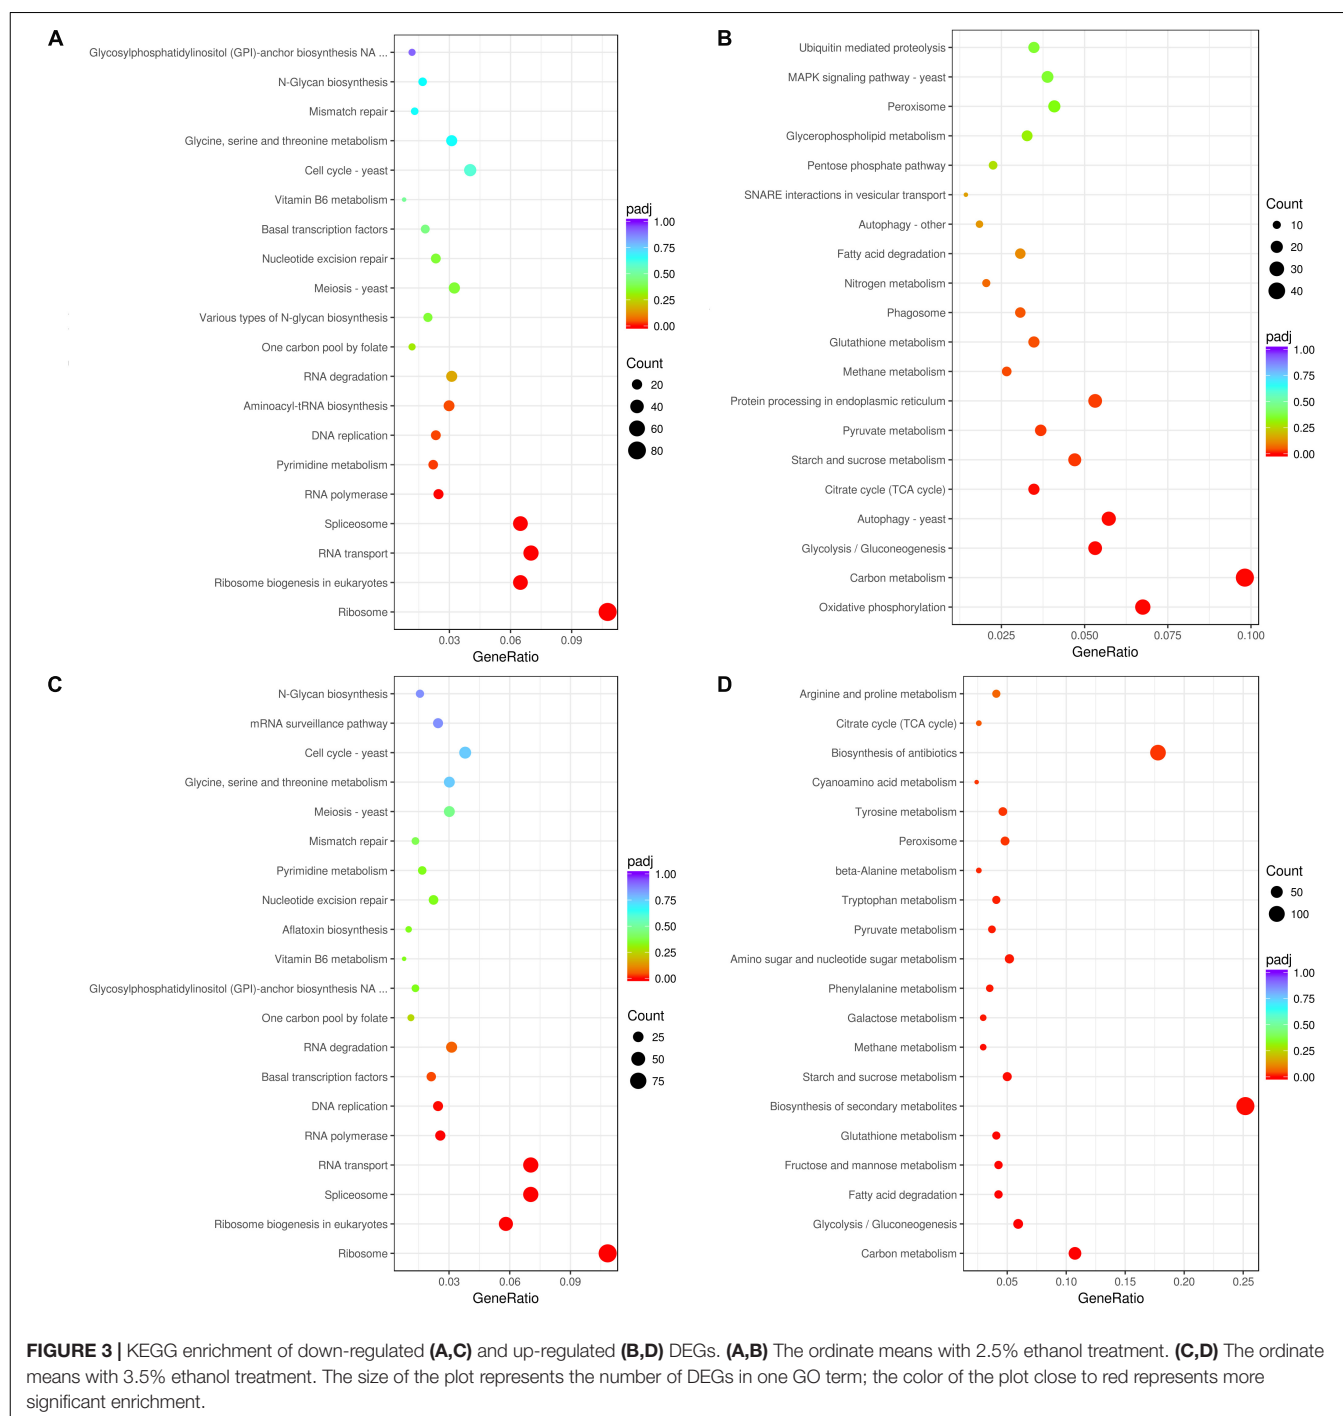 A
Glycosylphosphatidylinositol (GPI)-anchor biosynthesis NA ...
N-Glycan biosynthesis
Mismatch repair
Glycine, serine and threonine metabolism
Cell cycle - yeast
Vitamin B6 metabolism
Basal transcription factors
Nucleotide excision repair
Meiosis - yeast
Various types of N-glycan biosynthesis
One carbon pool by folate
RNA degradation
Aminoacyl-tRNA biosynthesis
DNA replication
Pyrimidine metabolism
RNA polymerase
Spliceosome
RNA transport
Ribosome biogenesis in eukaryotes
Ribosome
0.03 0.06 0.09
GeneRatio
padj
1.00
0.75
0.50
0.25
0.00
Count
20
40
60
80
B
Ubiquitin mediated proteolysis
MAPK signaling pathway - yeast
Peroxisome
Glycerophospholipid metabolism
Pentose phosphate pathway
SNARE interactions in vesicular transport
Autophagy - other
Fatty acid degradation
Nitrogen metabolism
Phagosome
Glutathione metabolism
Methane metabolism
Protein processing in endoplasmic reticulum
Pyruvate metabolism
Starch and sucrose metabolism
Citrate cycle (TCA cycle)
Autophagy - yeast
Glycolysis / Gluconeogenesis
Carbon metabolism
Oxidative phosphorylation
0.025 0.050 0.075 0.100
GeneRatio
Count
10
20
30
40
padj
1.00
0.75
0.50
0.25
0.00
C
N-Glycan biosynthesis
mRNA surveillance pathway
Cell cycle - yeast
Glycine, serine and threonine metabolism
Meiosis - yeast
Mismatch repair
Pyrimidine metabolism
Nucleotide excision repair
Aflatoxin biosynthesis
Vitamin B6 metabolism
Glycosylphosphatidylinositol (GPI)-anchor biosynthesis NA ...
One carbon pool by folate
RNA degradation
Basal transcription factors
DNA replication
RNA polymerase
RNA transport
Spliceosome
Ribosome biogenesis in eukaryotes
Ribosome
0.03 0.06 0.09
GeneRatio
padj
1.00
0.75
0.50
0.25
0.00
Count
25
50
75
D
Arginine and proline metabolism
Citrate cycle (TCA cycle)
Biosynthesis of antibiotics
Cyanoamino acid metabolism
Tyrosine metabolism
Peroxisome
beta-Alanine metabolism
Tryptophan metabolism
Pyruvate metabolism
Amino sugar and nucleotide sugar metabolism
Phenylalanine metabolism
Galactose metabolism
Methane metabolism
Starch and sucrose metabolism
Biosynthesis of secondary metabolites
Glutathione metabolism
Fructose and mannose metabolism
Fatty acid degradation
Glycolysis / Gluconeogenesis
Carbon metabolism
0.05 0.10 0.15 0.20 0.25
GeneRatio
Count
50
100
padj
1.00
0.75
0.50
0.25
0.00
FIGURE 3 | KEGG enrichment of down-regulated (A,C) and up-regulated (B,D) DEGs. (A,B) The ordinate means with 2.5% ethanol treatment. (C,D) The ordinate
means with 3.5% ethanol treatment. The size of the plot represents the number of DEGs in one GO term; the color of the plot close to red represents more
significant enrichment.